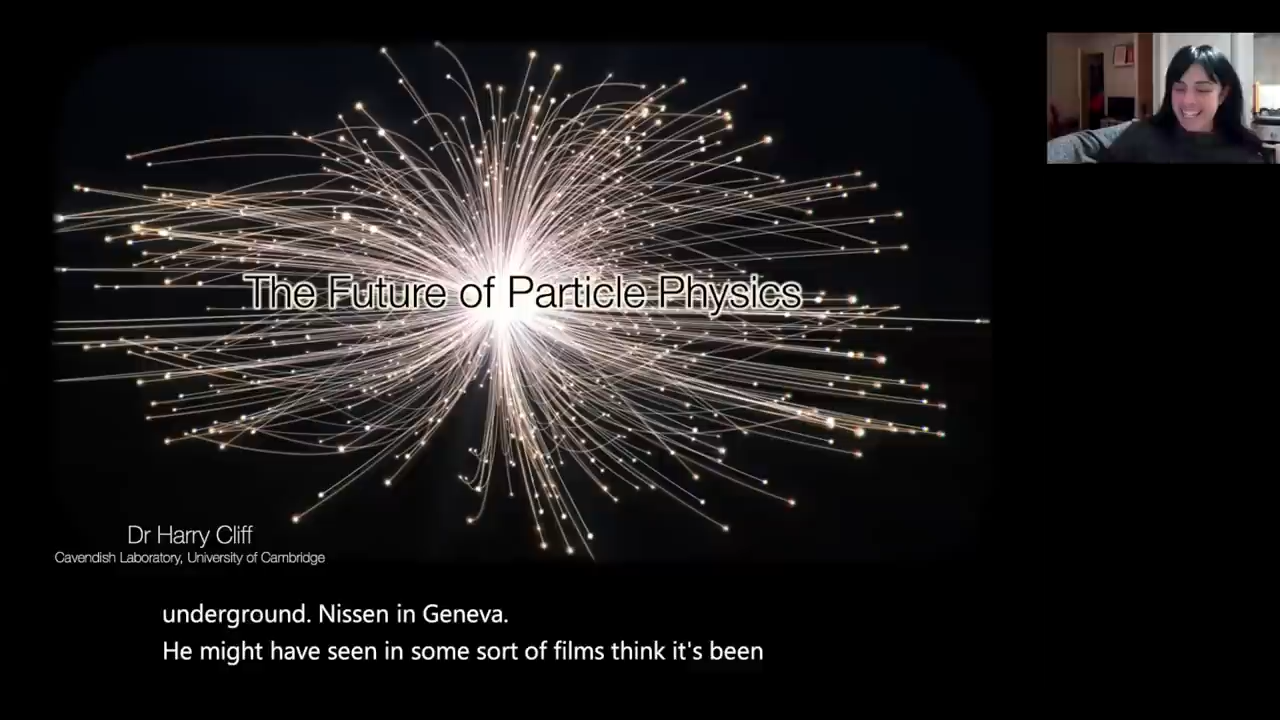 The Future of Particle Physics
Dr Harry Cliff
Cavendish Laboratory, University of Cambridge
underground. Nissen in Geneva.
He might have seen in some sort of films think it's been